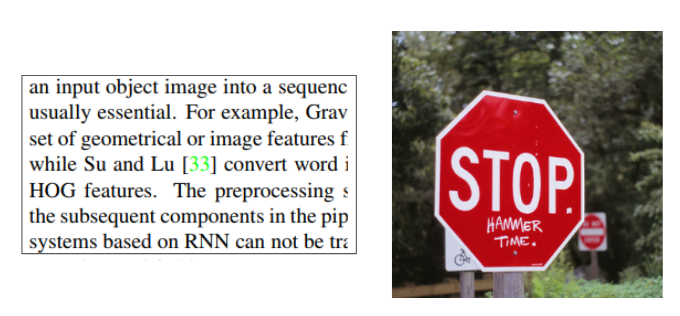 an input object image into a sequenc
usually essential. For example, Grav
set of geometrical or image features f
while Su and Lu [33] convert word i
HOG features. The preprocessing s
the subsequent components in the pip
systems based on RNN can not be tra
STOP.
HAMMER
TIME.